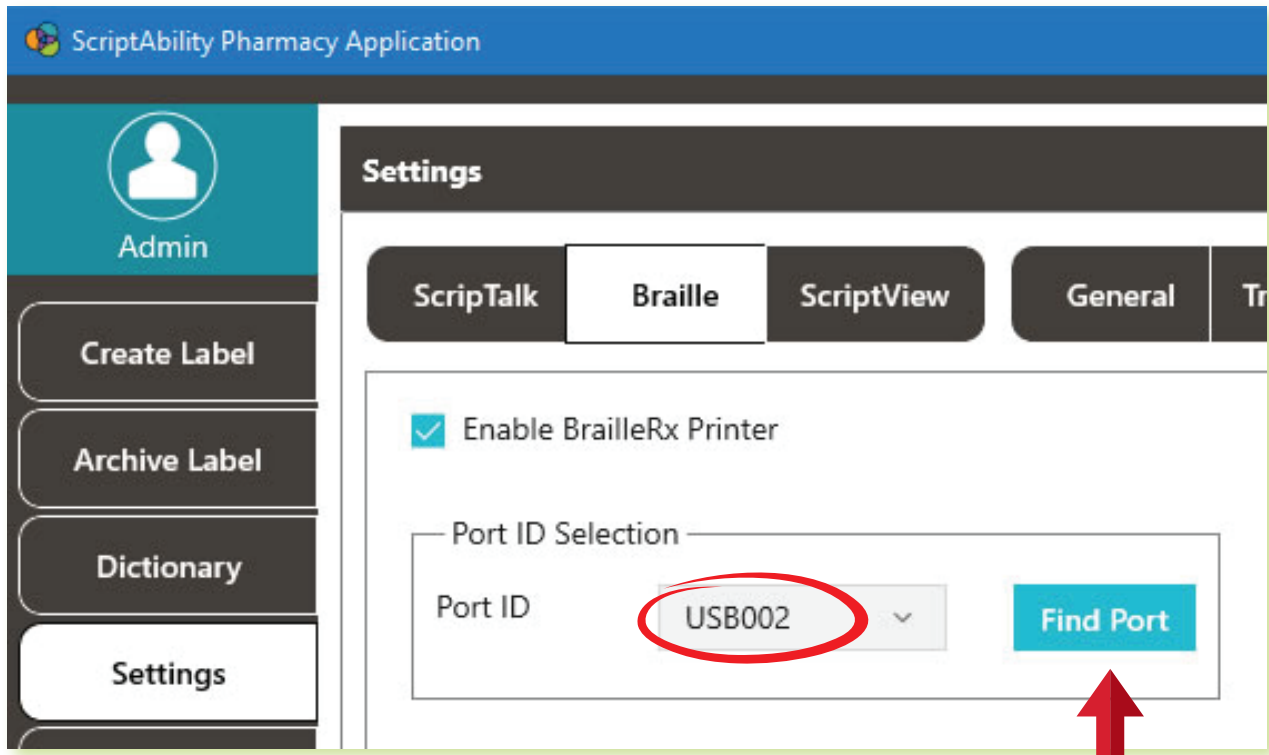 ScriptAbility Pharmacy Application
Admin
Create Label
Archive Label
Dictionary
Settings
Settings
ScripTalk Braille ScriptView General
Enable BrailleRx Printer
Port ID Selection
Port ID USB002 Find Port